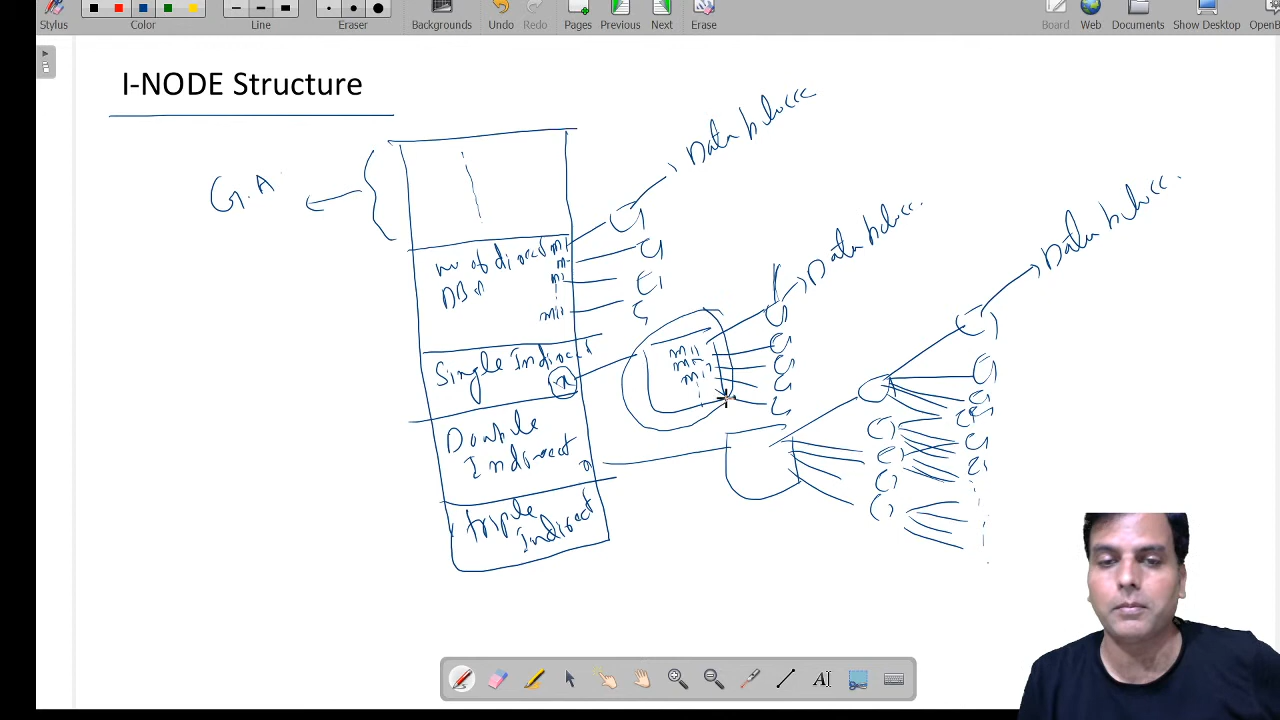 Stylus
Color
Line
Eraser
Backgrounds
Undo
Redo
Pages
Previous
Next
Erase
Board
Web
Documents
Show Desktop
OpenB
I-NODE Structure
G.A
Data block
no of direct
DB s
Data block.
Data block.
Single Indirect
Double
Indirect
triple
Indirect
A